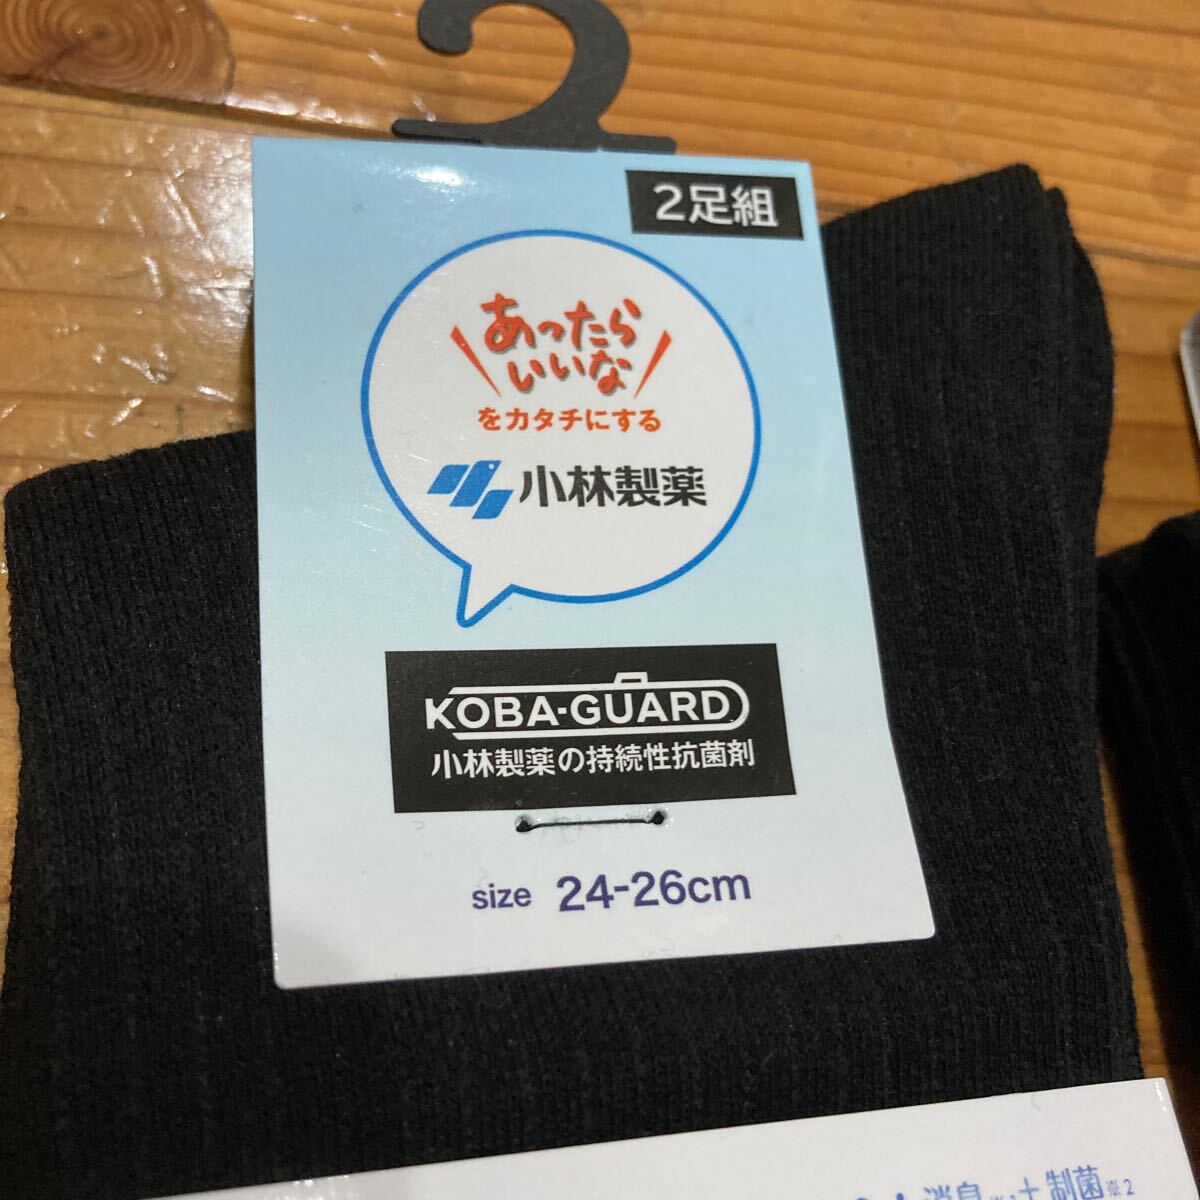 2足組
あったら
いいな
をカタチにする
小林製薬
KOBA-GUARD
小林製薬の持続性抗菌剤
size 24-26cm
消臭※1+制菌※2